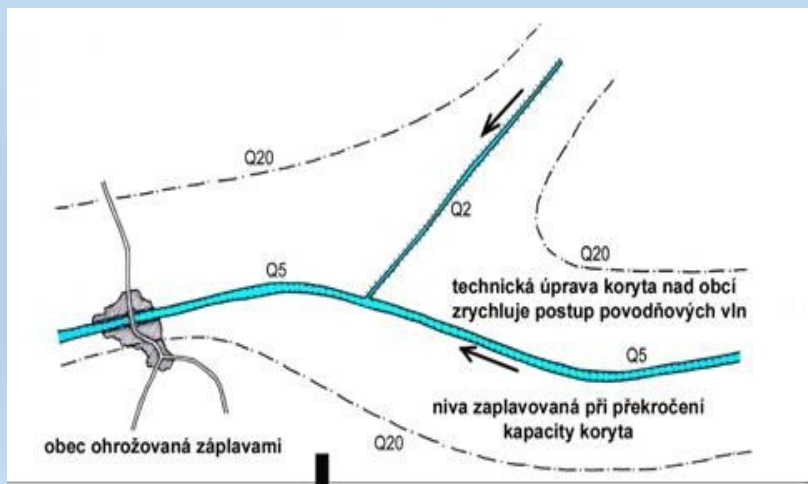 Q20
Q2
Q5
Q20
technická úprava koryta nad obcí
zrychluje postup povodňových vln
Q5
niva zaplavovaná při překročení
kapacity koryta
obec ohrožovaná záplavami
Q20